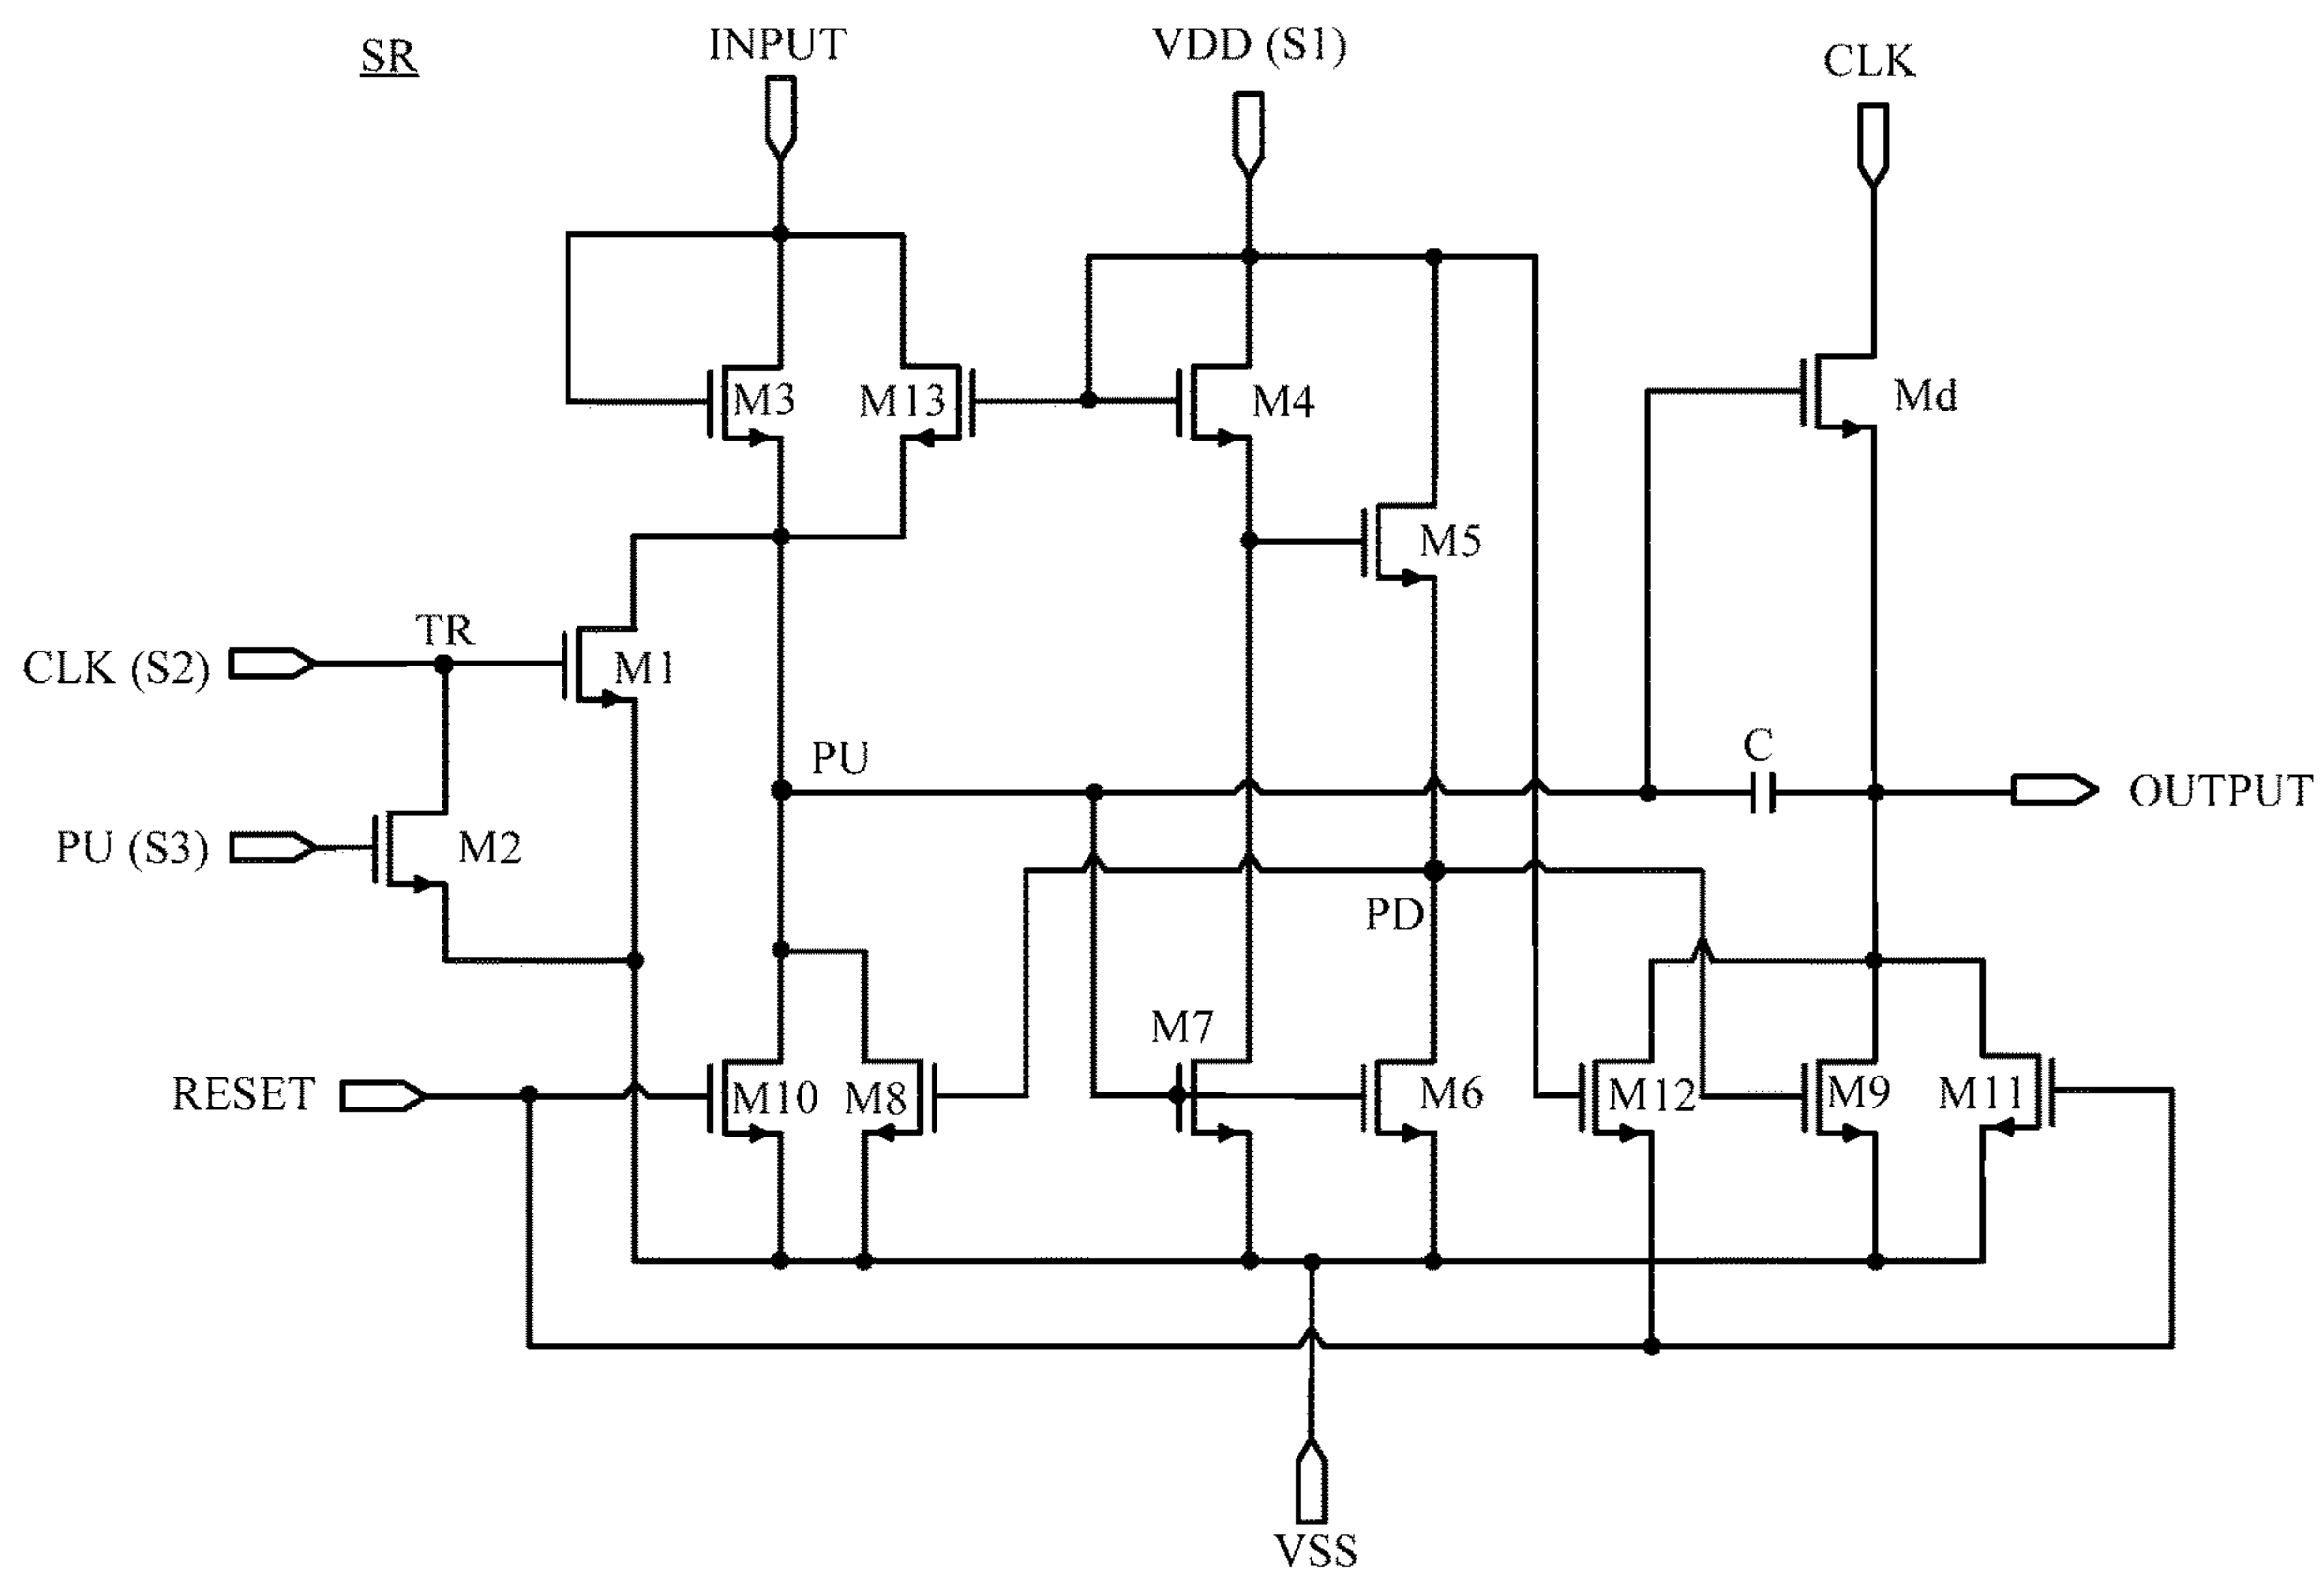 SR
INPUT
VDD (S1)
CLK
M3
M13
M4
Md
M5
TR
CLK (S2)
M1
PU
C
OUTPUT
PU (S3)
M2
PD
M7
RESET
M10
M8
M6
M12
M9
M11
VSS